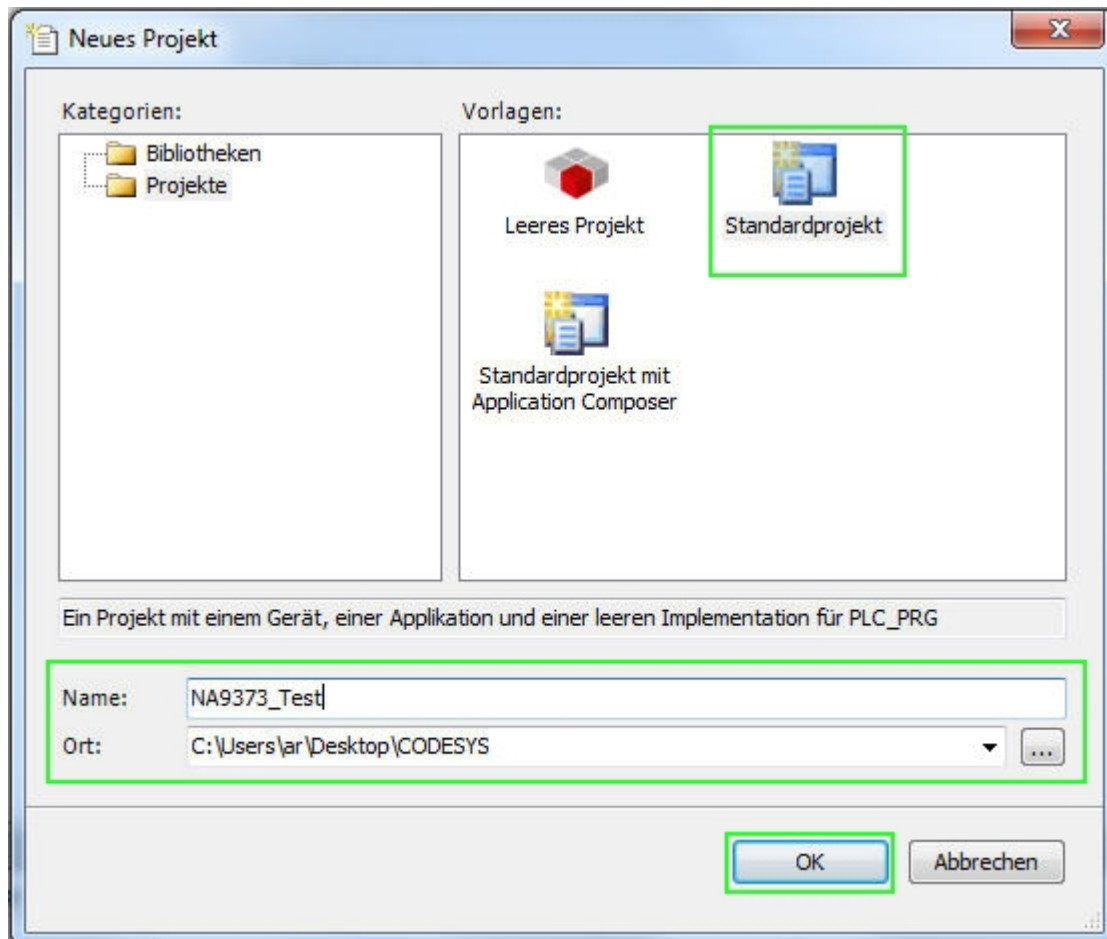 Neues Projekt
Kategorien:
Vorlagen:
Bibliotheken
Projekte
Leeres Projekt
Standardprojekt
Standardprojekt mit
Application Composer
Ein Projekt mit einem Gerät, einer Applikation und einer leeren Implementation für PLC_PRG
Name:
NA9373_Test
Ort:
C:\Users\ar\Desktop\CODESYS
...
OK
Abbrechen